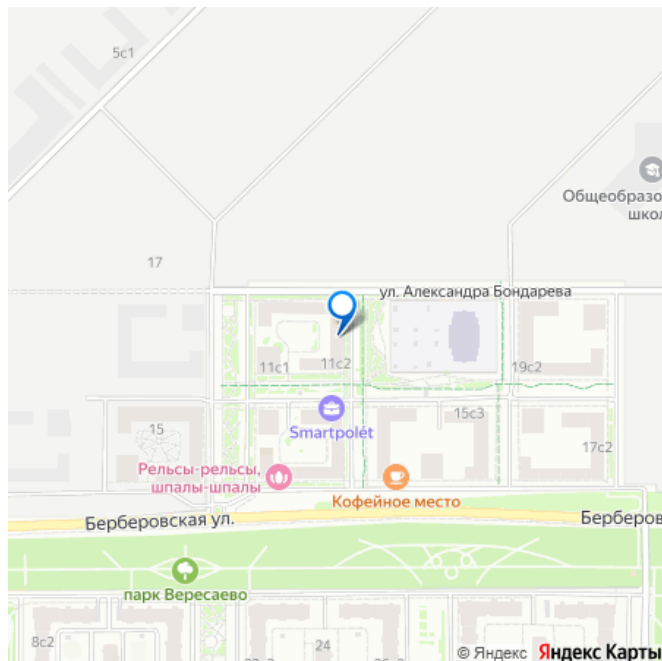 5с1
Общеобразо
школ
17
ул. Александра Бондарева
11с1
11с2
19с2
15
Smartpolét
15с3
17с2
Рельсы-рельсы,
шпалы-шпалы
Кофейное место
Берберовская ул.
Берберов
парк Вересаево
8с2
24
© Яндекс Яндекс Карты